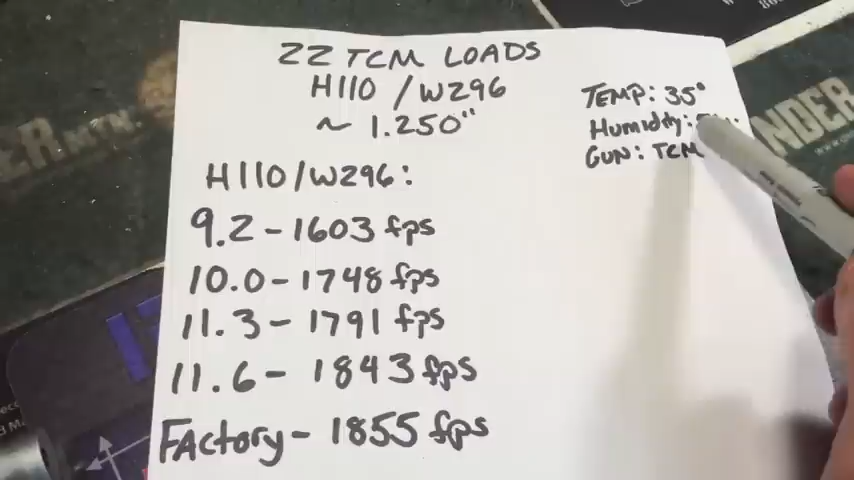 22 TCM LOADS
H110 / W296
~ 1.250"
TEMP: 35°
Humidity:
GUN: TCM
H110/W296:
9.2 - 1603 fps
10.0 - 1748 fps
11.3 - 1791 fps
11.6 - 1843 fps
Factory - 1855 fps